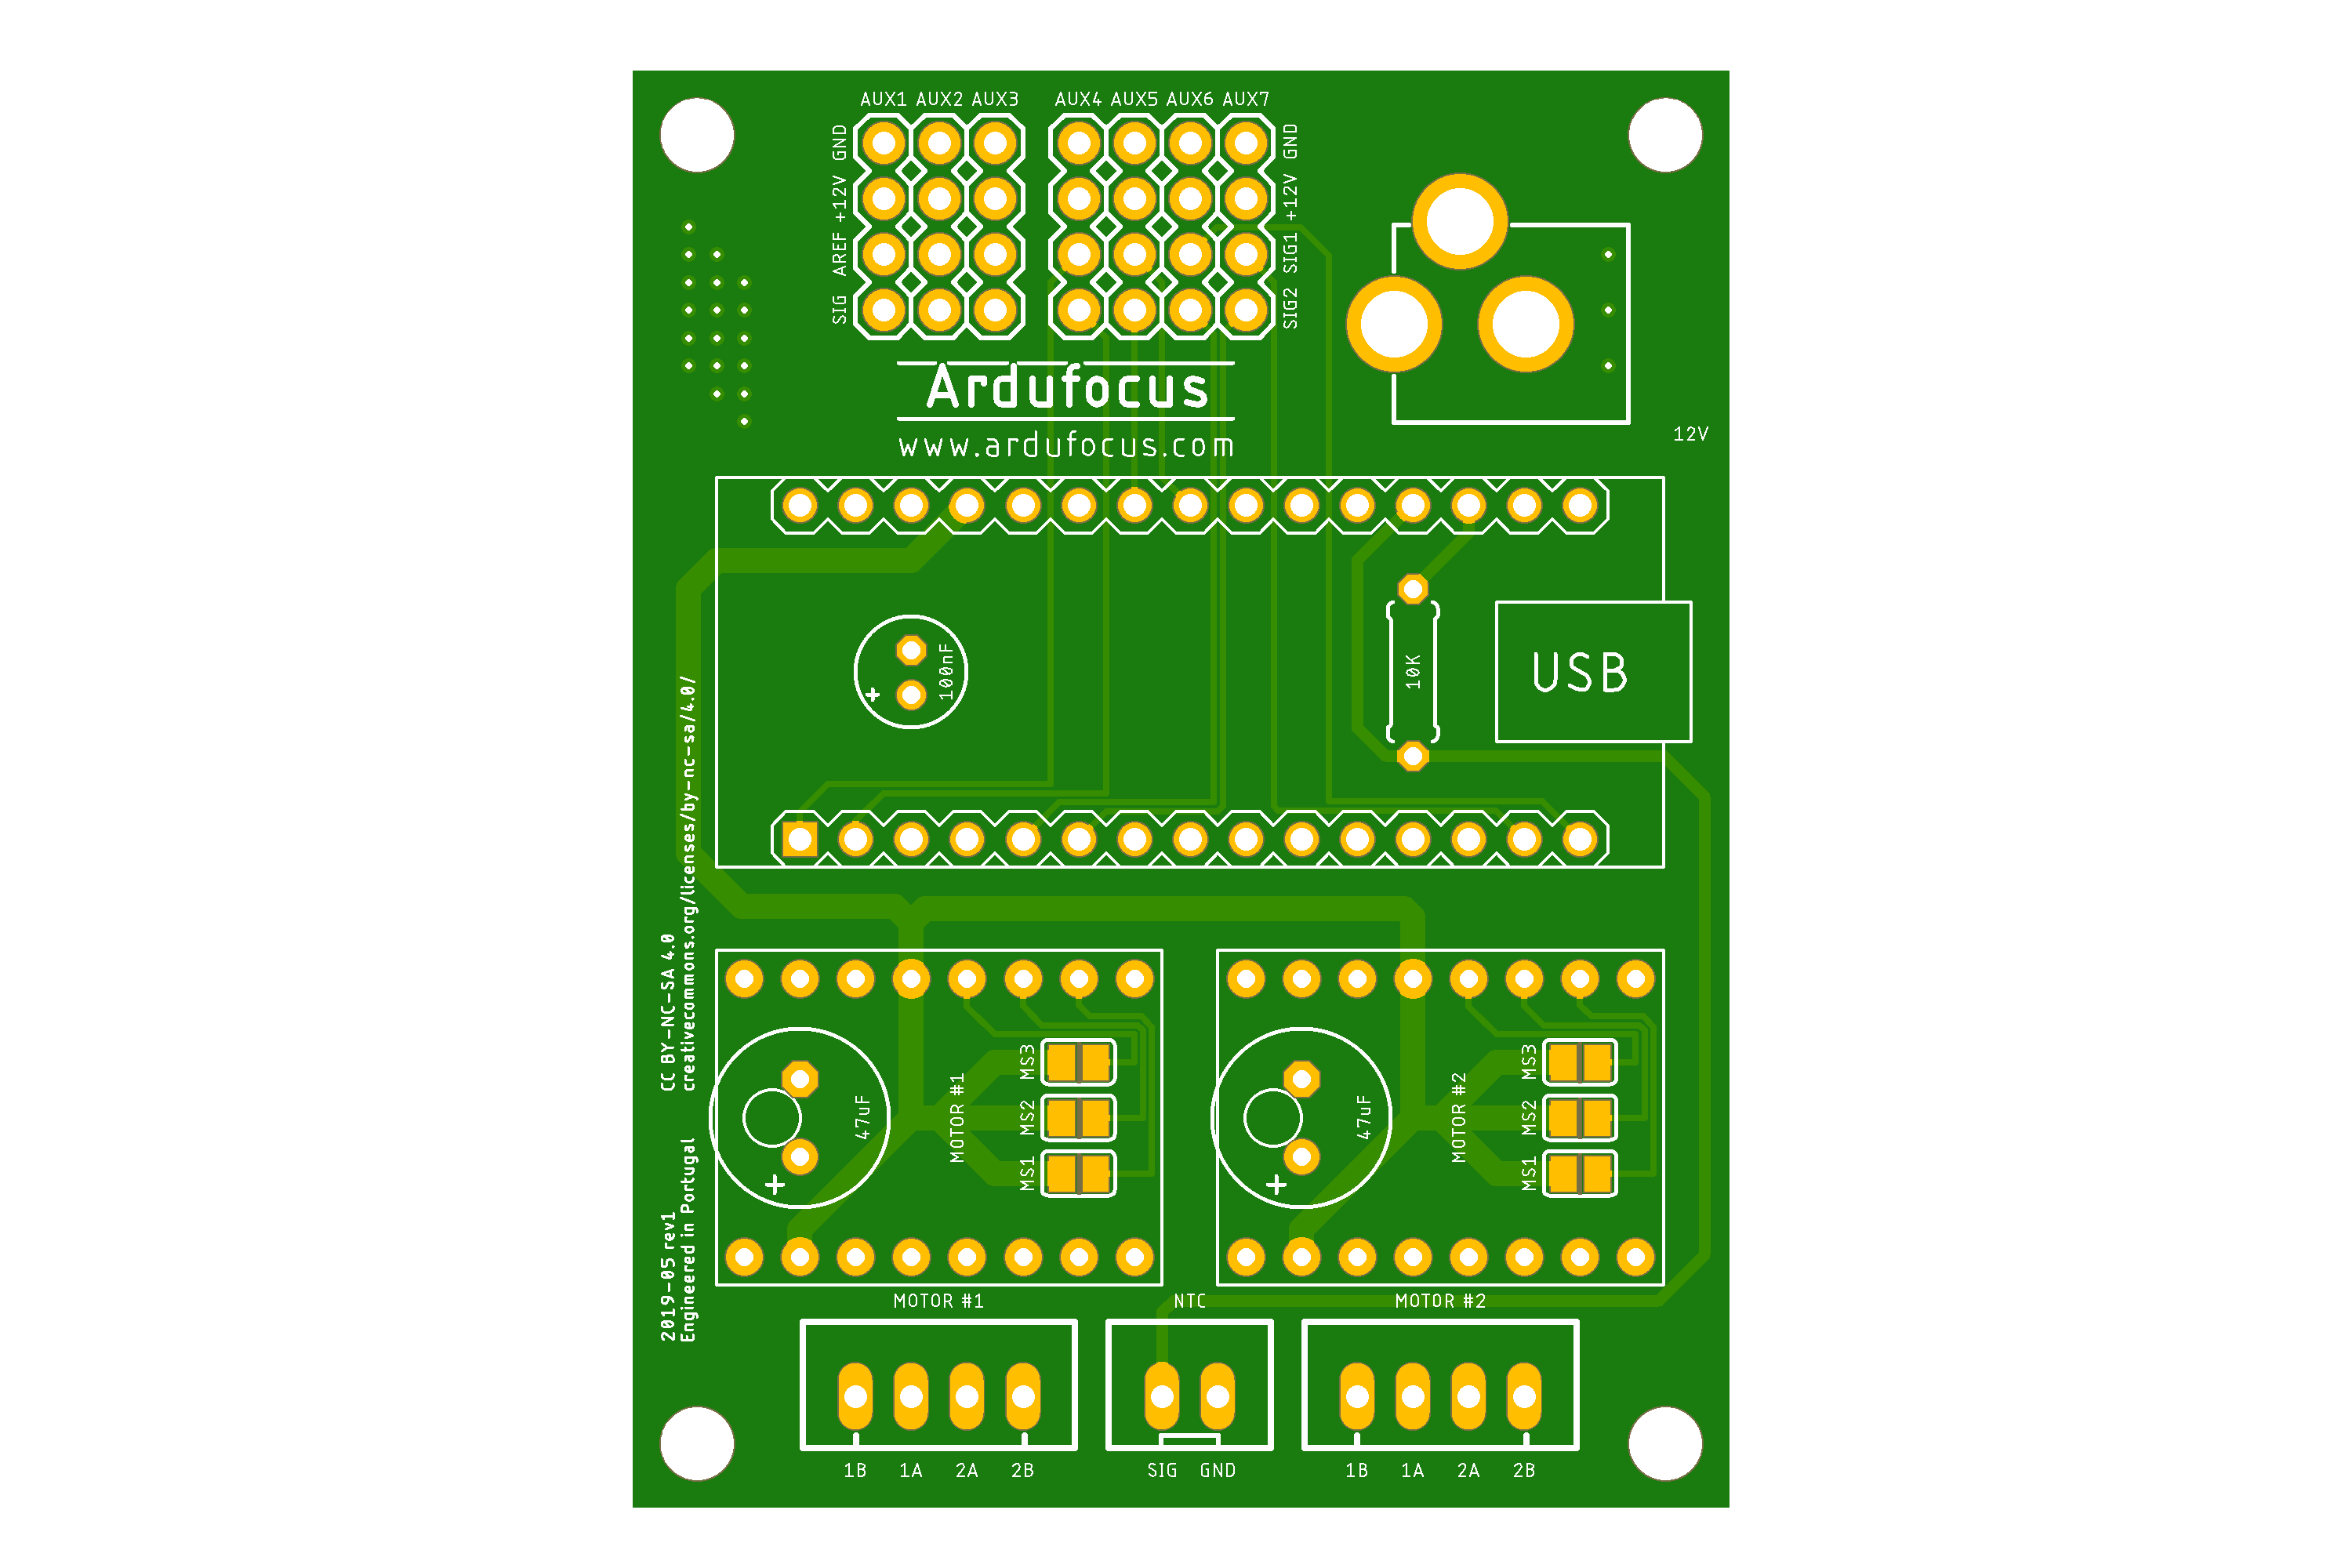 AUX1 AUX2 AUX3 AUX4 AUX5 AUX6 AUX7
GND
+12V
AREF
SIG
GND
+12V
SIG1
SIG2
Ardufocus
www.ardufocus.com
12V
100nF
+
10K
USB
CC BY-NC-SA 4.0
creativecommons.org/licenses/by-nc-sa/4.0/
2019-05 rev1
Engineered in Portugal
47uF
+
MOTOR #1
MS3
MS2
MS1
47uF
+
MOTOR #2
MS3
MS2
MS1
MOTOR #1
NTC
MOTOR #2
1B 1A 2A 2B
SIG GND
1B 1A 2A 2B